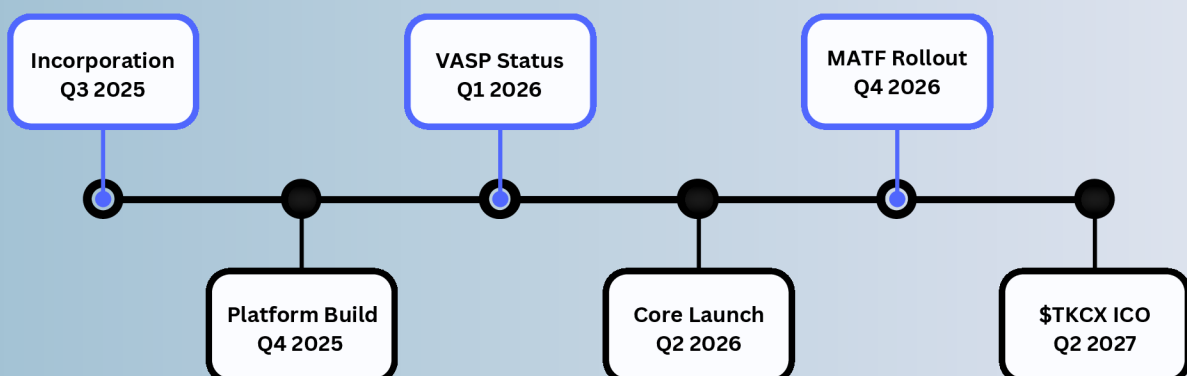 Incorporation
Q3 2025
Platform Build
Q4 2025
VASP Status
Q1 2026
Core Launch
Q2 2026
MATF Rollout
Q4 2026
$TKCX ICO
Q2 2027